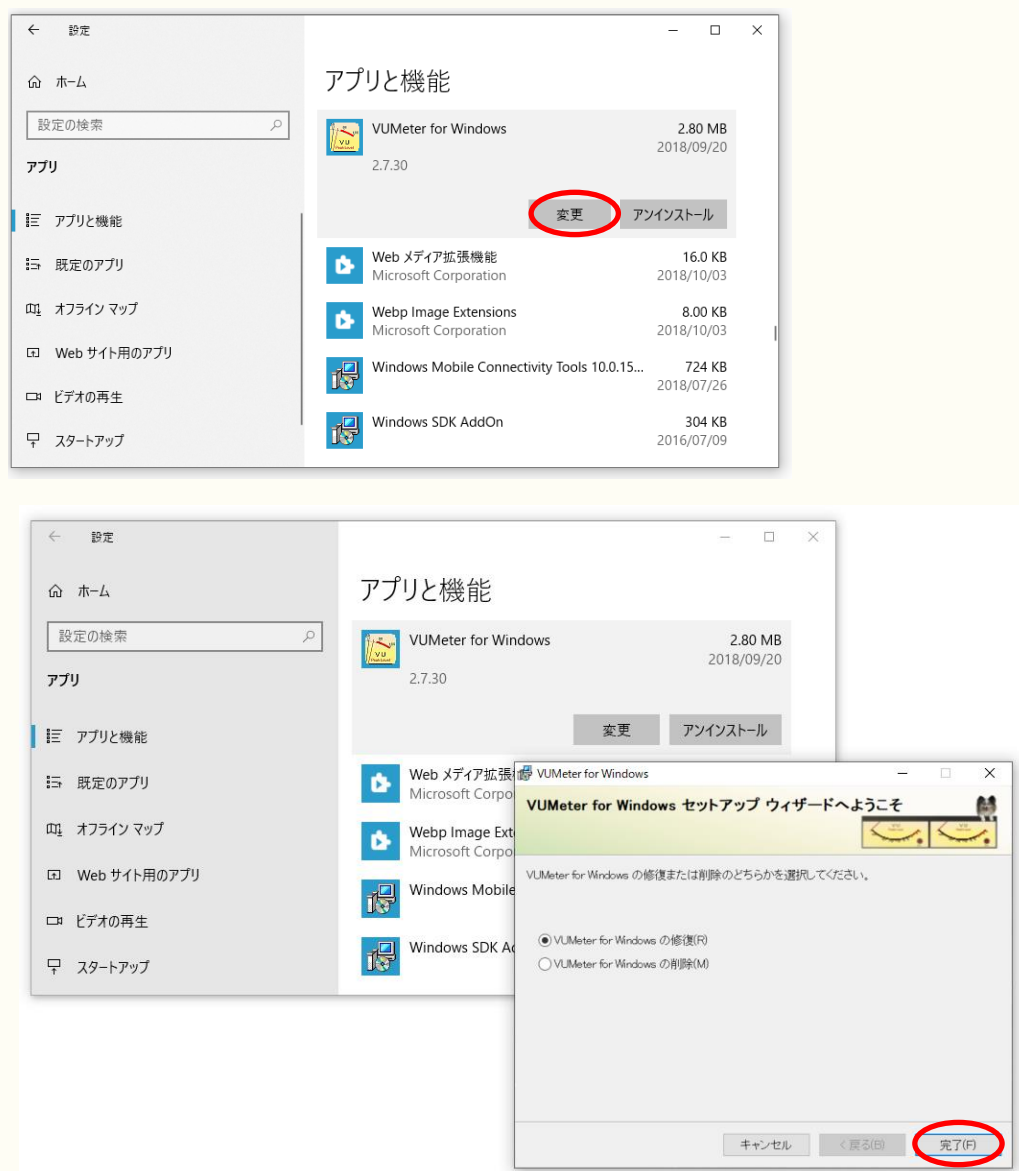 設定
ホーム
設定の検索
アプリ
アプリと機能
既定のアプリ
オフライン マップ
Web サイト用のアプリ
ビデオの再生
スタートアップ
アプリと機能
VUMeter for Windows 2.80 MB
2018/09/20
2.7.30
変更 アンインストール
Web メディア拡張機能 16.0 KB
Microsoft Corporation 2018/10/03
Webp Image Extensions 8.00 KB
Microsoft Corporation 2018/10/03
Windows Mobile Connectivity Tools 10.0.15... 724 KB
2018/07/26
Windows SDK AddOn 304 KB
2016/07/09
設定
ホーム
設定の検索
アプリ
アプリと機能
既定のアプリ
オフライン マップ
Web サイト用のアプリ
ビデオの再生
スタートアップ
アプリと機能
VUMeter for Windows 2.80 MB
2018/09/20
2.7.30
変更 アンインストール
Web メディア拡張
Microsoft Corpo
Webp Image Ext
Microsoft Corpo
Windows Mobile
Windows SDK Ad
VUMeter for Windows
VUMeter for Windows セットアップ ウィザードへようこそ
VUMeter for Windows の修復または削除のどちらかを選択してください。
VUMeter for Windows の修復(R)
VUMeter for Windows の削除(M)
キャンセル < 戻る(B) 完了(F)